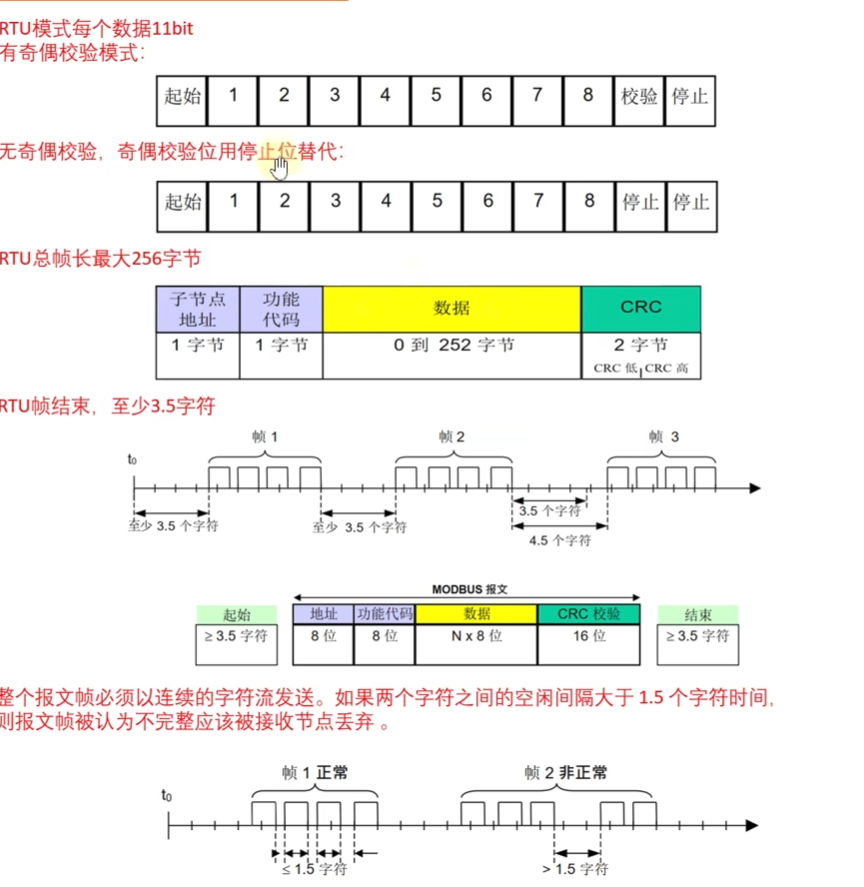 RTU模式每个数据11bit
有奇偶校验模式：
起始 1 2 3 4 5 6 7 8 校验 停止
无奇偶校验，奇偶校验位用停止位替代：
起始 1 2 3 4 5 6 7 8 停止 停止
RTU总帧长最大256字节
子节点地址 功能代码 数据 CRC
1 字节 1 字节 0 到 252 字节 2 字节
CRC 低 CRC 高
RTU帧结束，至少3.5字符
帧 1 帧 2 帧 3
t0
至少 3.5 个字符 至少 3.5 个字符 3.5 个字符
4.5 个字符
MODBUS 报文
起始 地址 功能代码 数据 CRC 校验 结束
≥ 3.5 字符 8 位 8 位 N x 8 位 16 位 ≥ 3.5 字符
整个报文帧必须以连续的字符流发送。如果两个字符之间的空闲间隔大于 1.5 个字符时间，
则报文帧被认为不完整应该被接收节点丢弃 。
帧 1 正常 帧 2 非正常
t0
≤ 1.5 字符 > 1.5 字符